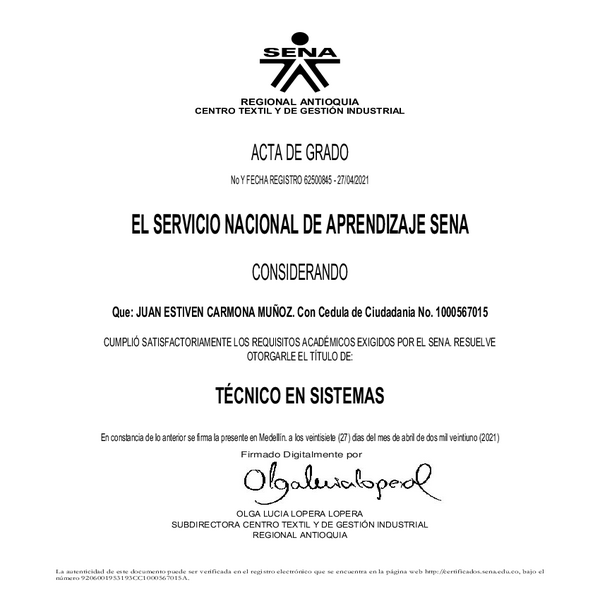 SENA
REGIONAL ANTIOQUIA
CENTRO TEXTIL Y DE GESTIÓN INDUSTRIAL
ACTA DE GRADO
No Y FECHA REGISTRO 62500845 - 27/04/2021
EL SERVICIO NACIONAL DE APRENDIZAJE SENA
CONSIDERANDO
Que: JUAN ESTIVEN CARMONA MUÑOZ. Con Cedula de Ciudadania No. 1000567015
CUMPLIÓ SATISFACTORIAMENTE LOS REQUISITOS ACADÉMICOS EXIGIDOS POR EL SENA. RESUELVE
OTORGARLE EL TÍTULO DE:
TÉCNICO EN SISTEMAS
En constancia de lo anterior se firma la presente en Medellín. a los veintisiete (27) dias del mes de abril de dos mil veintiuno (2021)
Firmado Digitalmente por
Olgalucialoperal
OLGA LUCIA LOPERA LOPERA
SUBDIRECTORA CENTRO TEXTIL Y DE GESTIÓN INDUSTRIAL
REGIONAL ANTIOQUIA
La autenticidad de este documento puede ser verificada en el registro electrónico que se encuentra en la página web http://certificados.sena.edu.co, bajo el
número 9206001953193CC1000567015A.